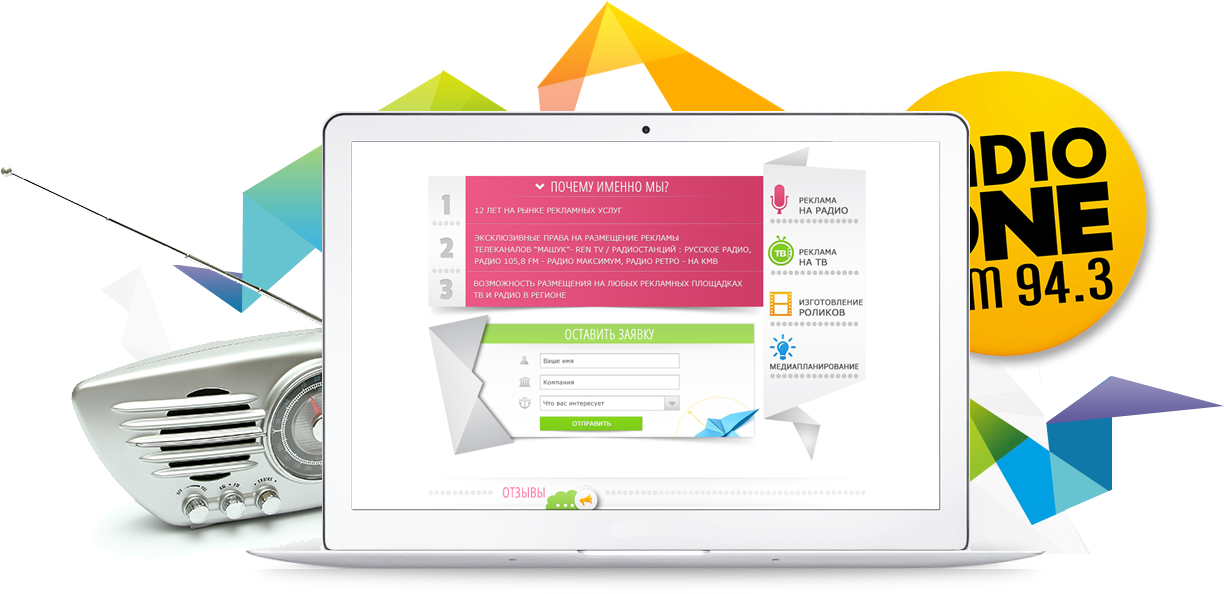 ПОЧЕМУ ИМЕННО МЫ?
1
12 ЛЕТ НА РЫНКЕ РЕКЛАМНЫХ УСЛУГ
2
ЭКСКЛЮЗИВНЫЕ ПРАВА НА РАЗМЕЩЕНИЕ РЕКЛАМЫ
ТЕЛЕКАНАЛОВ "МАШУК"- REN TV / РАДИОСТАНЦИЙ : РУССКОЕ РАДИО,
РАДИО 105,8 FM - РАДИО МАКСИМУМ, РАДИО РЕТРО - НА КМВ
3
ВОЗМОЖНОСТЬ РАЗМЕЩЕНИЯ НА ЛЮБЫХ РЕКЛАМНЫХ ПЛОЩАДКАХ
ТВ И РАДИО В РЕГИОНЕ
РЕКЛАМА
НА РАДИО
ТВ
РЕКЛАМА
НА ТВ
ИЗГОТОВЛЕНИЕ
РОЛИКОВ
МЕДИАПЛАНИРОВАНИЕ
ОСТАВИТЬ ЗАЯВКУ
Ваше имя
Компания
Что вас интересует
ОТПРАВИТЬ
ОТЗЫВЫ
ADIO
ONE
m 94.3